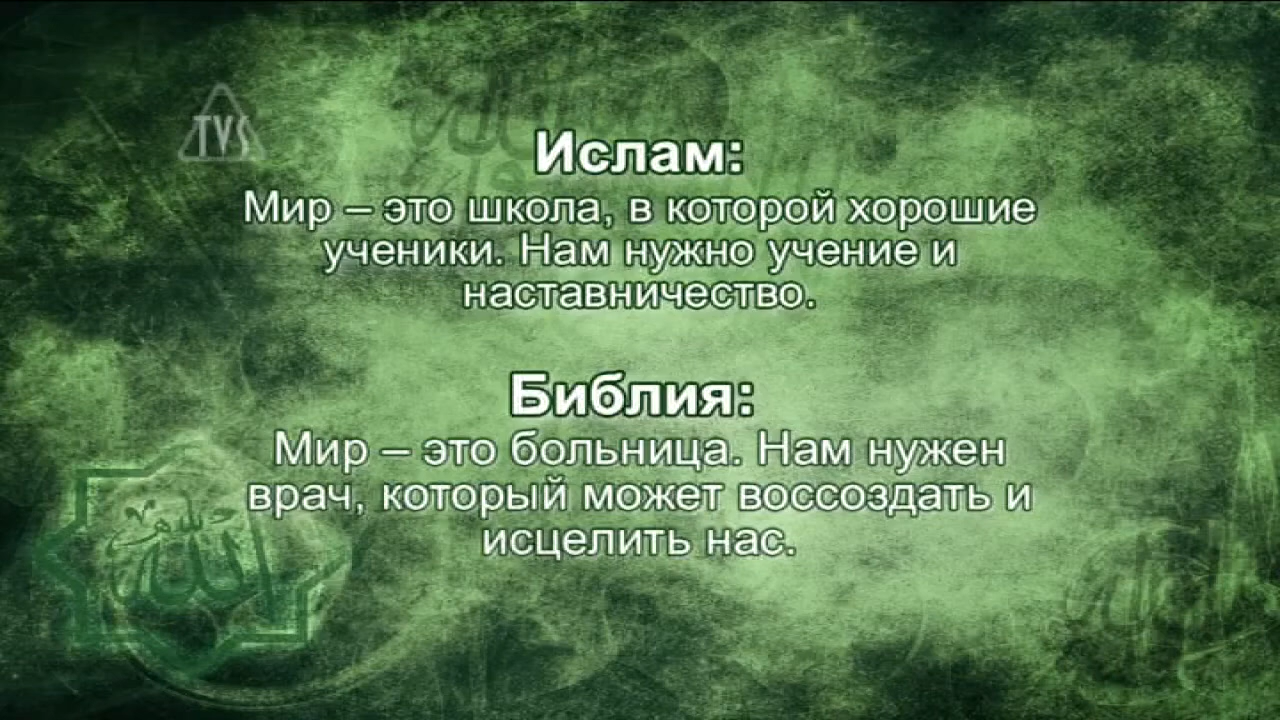 TVS
Ислам:
Мир – это школа, в которой хорошие
ученики. Нам нужно учение и
наставничество.
Библия:
Мир – это больница. Нам нужен
врач, который может воссоздать и
исцелить нас.
الله